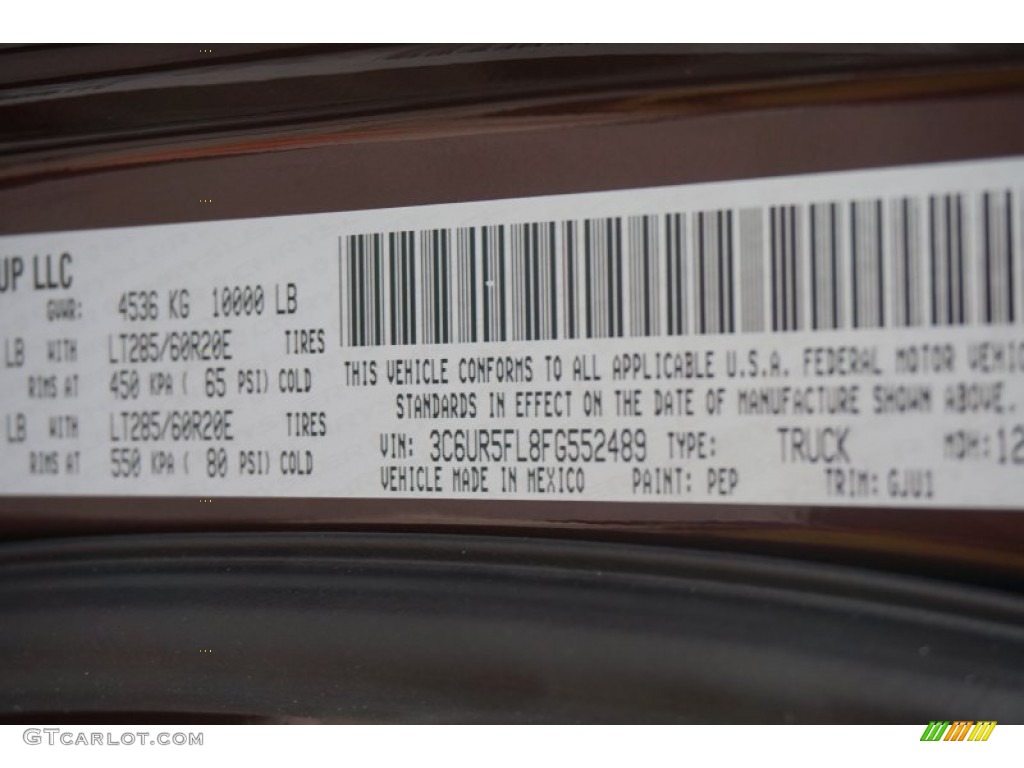 UP LLC
GVWR: 4536 KG 10000 LB
LB WITH LT285/60R20E TIRES
RIMS AT 450 KPA ( 65 PSI) COLD
LB WITH LT285/60R20E TIRES
RIMS AT 550 KPA ( 80 PSI) COLD
THIS VEHICLE CONFORMS TO ALL APPLICABLE U.S.A. FEDERAL MOTOR VEHIC
STANDARDS IN EFFECT ON THE DATE OF MANUFACTURE SHOWN ABOVE.
VIN: 3C6UR5FL8FG552489 TYPE: TRUCK MDH: 12
VEHICLE MADE IN MEXICO PAINT: PEP TRIM: GJU1
GTCARLOT.COM